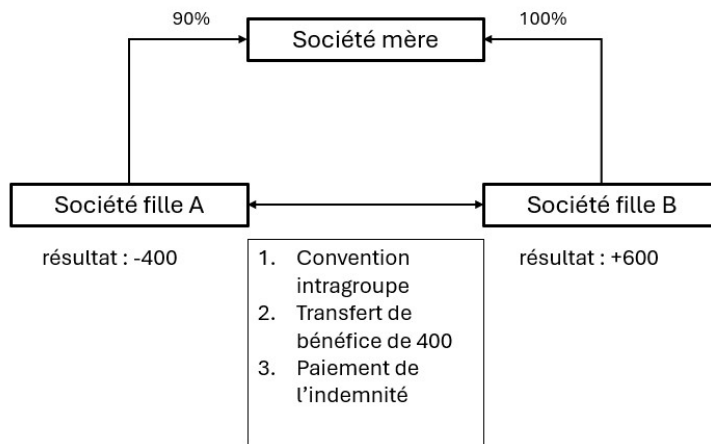 90%
Société mère
100%
Société fille A
Société fille B
résultat : -400
résultat : +600
1. Convention
intragroupe
2. Transfert de
bénéfice de 400
3. Paiement de
l'indemnité